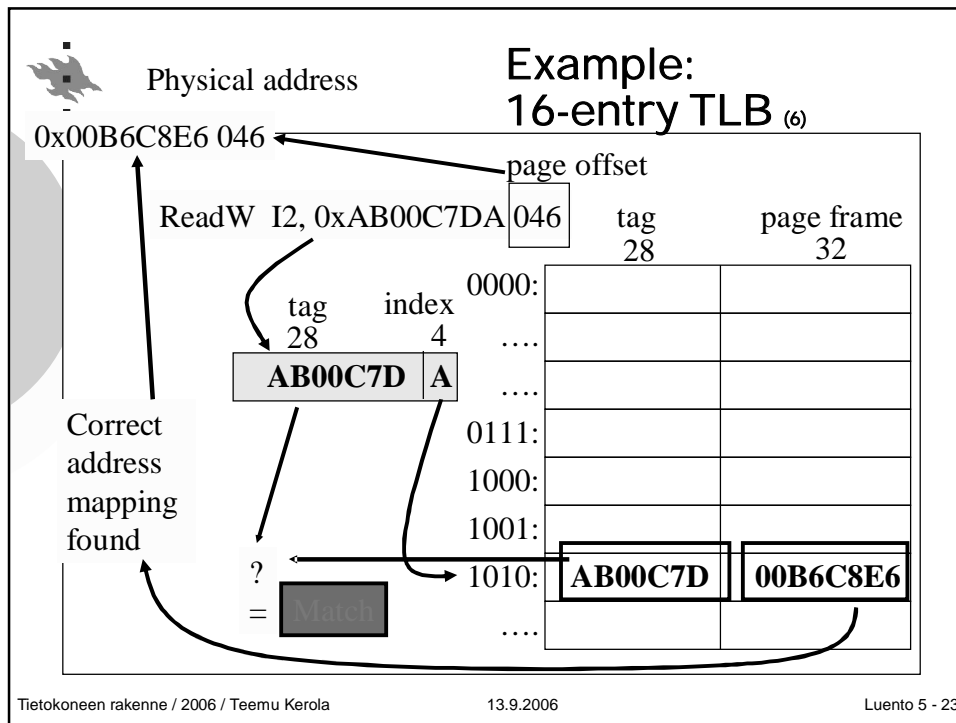 Example:
16-entry TLB (6)
Physical address
0x00B6C8E6 046
page offset
ReadW I2, 0xAB00C7DA 046
tag page frame
28 32
0000:
tag index
28 4
....
AB00C7D A
....
Correct
address
mapping
found
0111:
1000:
1001:
?
= Match
1010: AB00C7D 00B6C8E6
....
Tietokoneen rakenne / 2006 / Teemu Kerola 13.9.2006 Luento 5 - 23